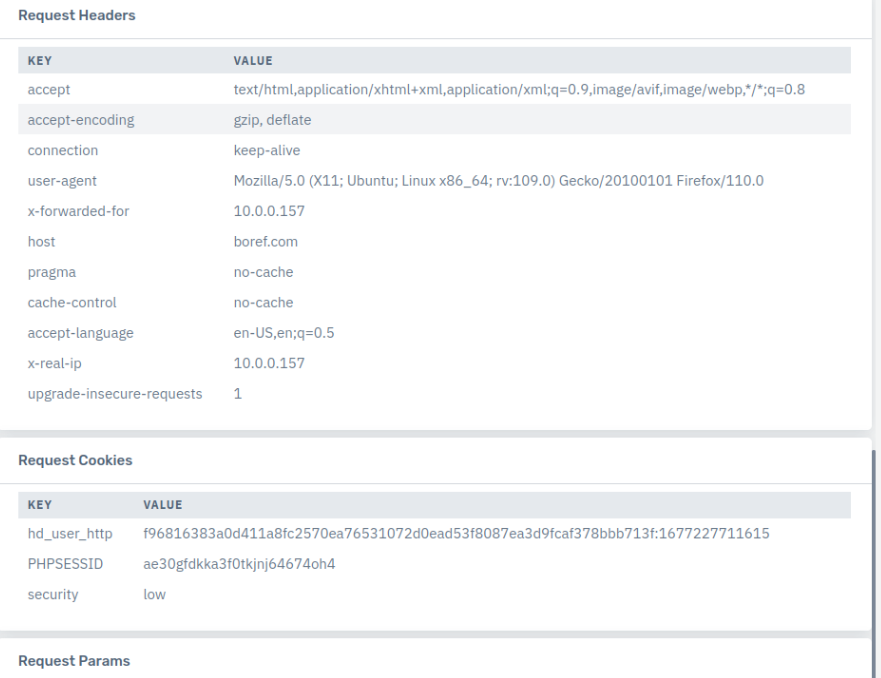 Request Headers
KEY VALUE
accept text/html,application/xhtml+xml,application/xml;q=0.9,image/avif,image/webp,*/*;q=0.8
accept-encoding gzip, deflate
connection keep-alive
user-agent Mozilla/5.0 (X11; Ubuntu; Linux x86_64; rv:109.0) Gecko/20100101 Firefox/110.0
x-forwarded-for 10.0.0.157
host boref.com
pragma no-cache
cache-control no-cache
accept-language en-US,en;q=0.5
x-real-ip 10.0.0.157
upgrade-insecure-requests 1
Request Cookies
KEY VALUE
hd_user_http f96816383a0d411a8fc2570ea76531072d0ead53f8087ea3d9fcaf378bbb713f:1677227711615
PHPSESSID ae30gfdkka3f0tkjnj64674oh4
security low
Request Params